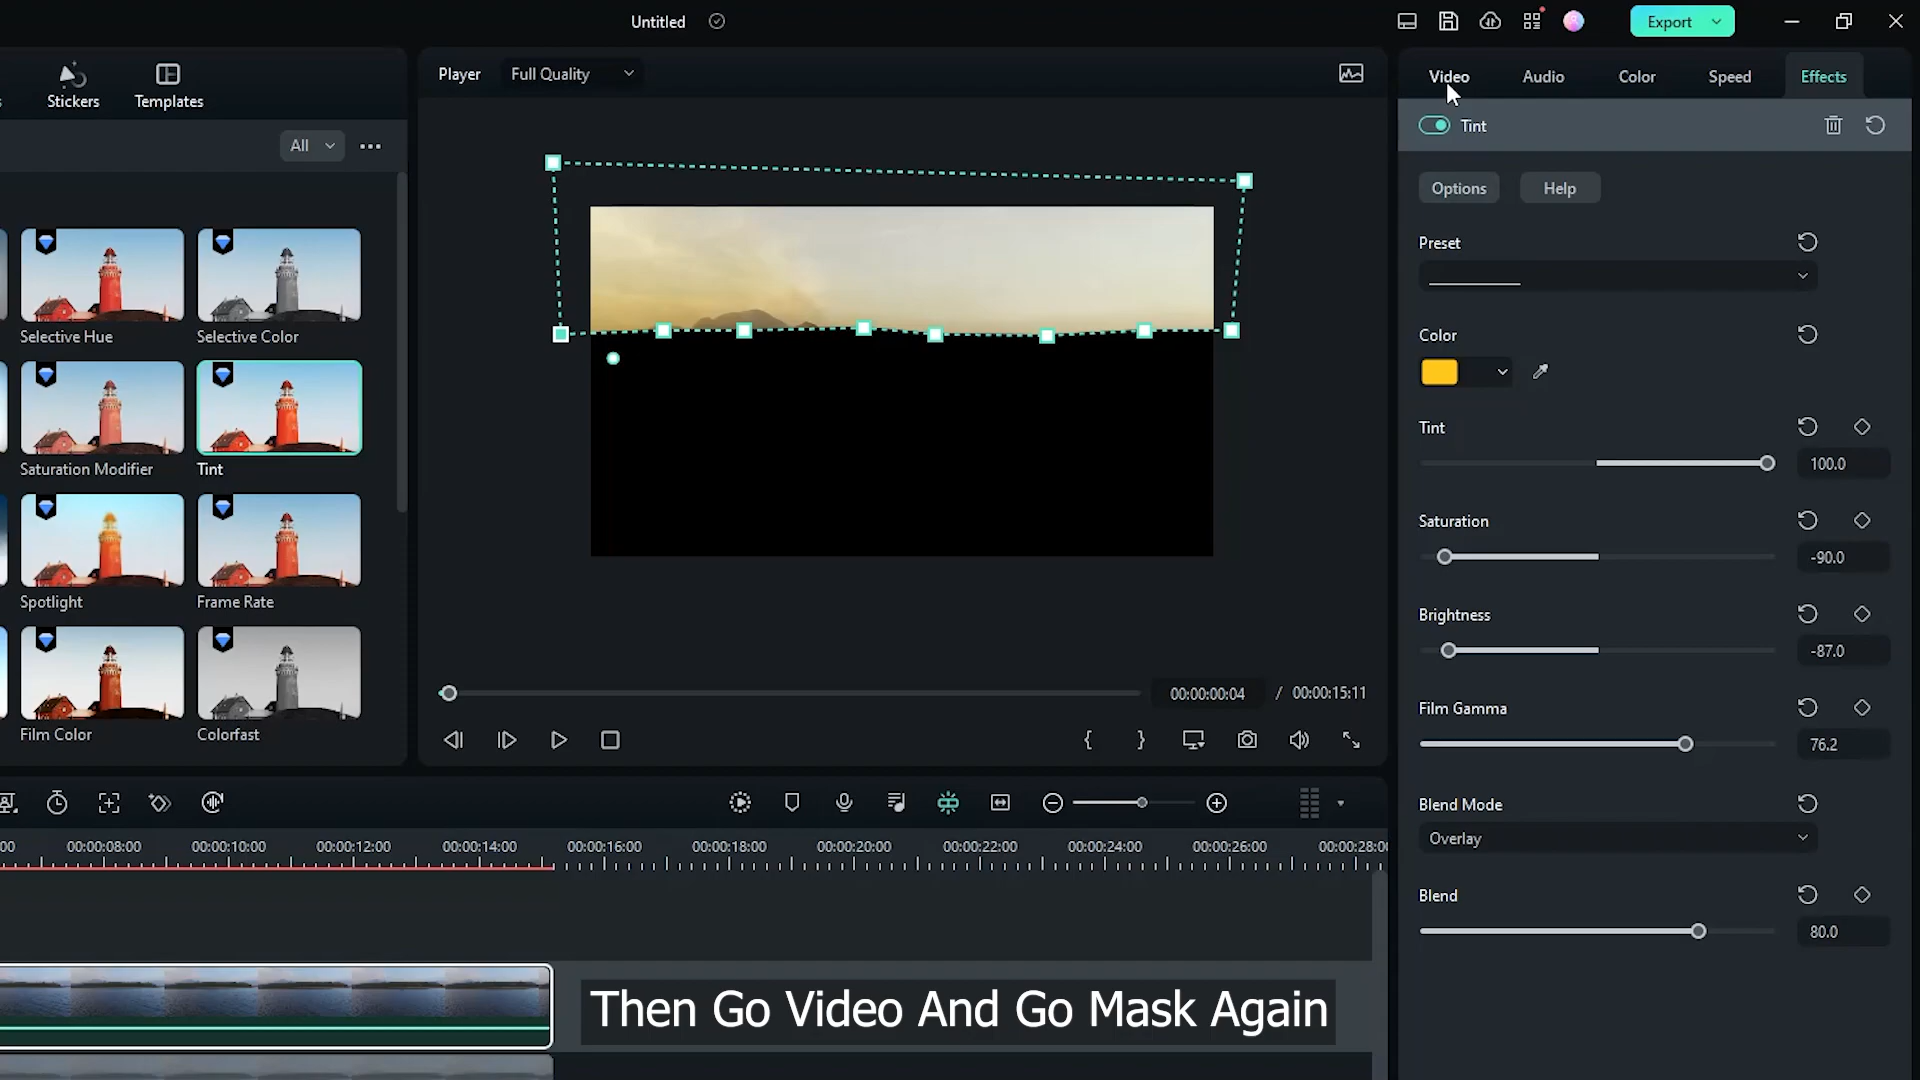 Untitled
Export
Stickers
Templates
Player
Full Quality
Video
Audio
Color
Speed
Effects
All
Tint
Options
Help
Preset
Selective Hue
Selective Color
Color
Saturation Modifier
Tint
Tint
100.0
Saturation
-90.0
Spotlight
Frame Rate
Brightness
-87.0
Film Color
Colorfast
00:00:00:04 / 00:00:15:11
Film Gamma
76.2
Blend Mode
Overlay
00
00:00:08:00
00:00:10:00
00:00:12:00
00:00:14:00
00:00:16:00
00:00:18:00
00:00:20:00
00:00:22:00
00:00:24:00
00:00:26:00
00:00:28:0
Blend
80.0
Then Go Video And Go Mask Again